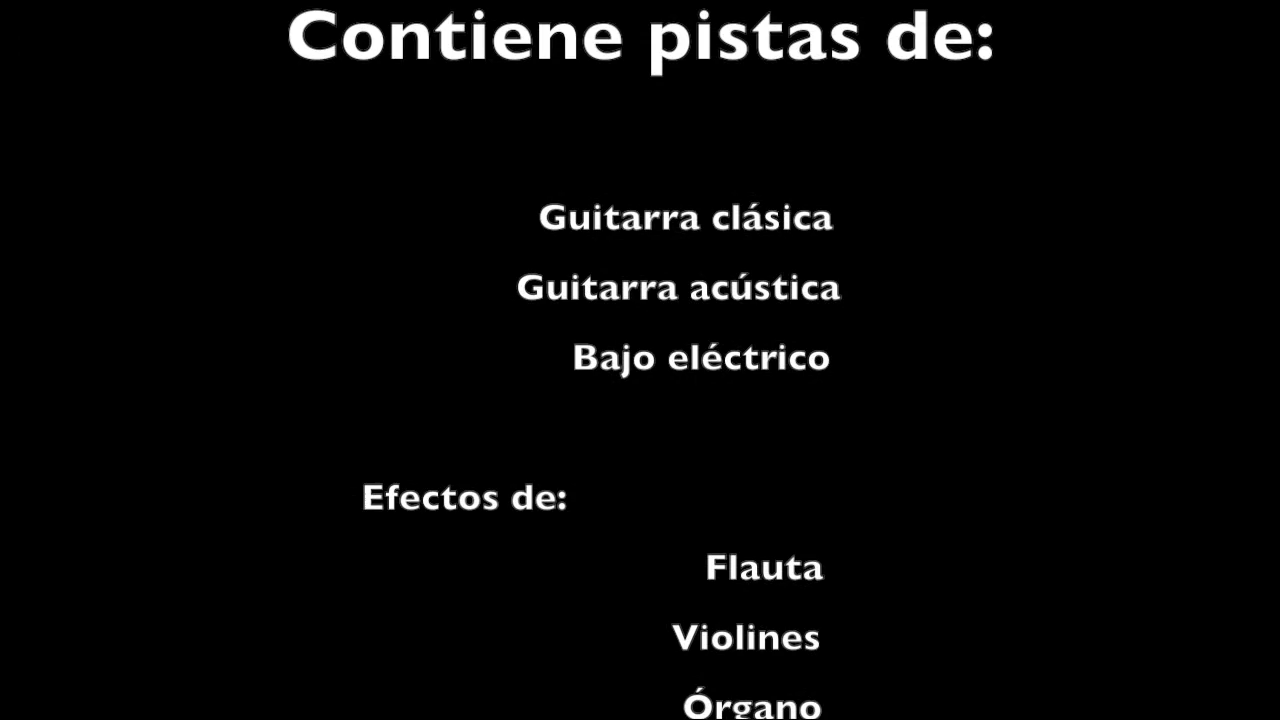 Contiene pistas de:
Guitarra clásica
Guitarra acústica
Bajo eléctrico
Efectos de:
Flauta
Violines
Órgano